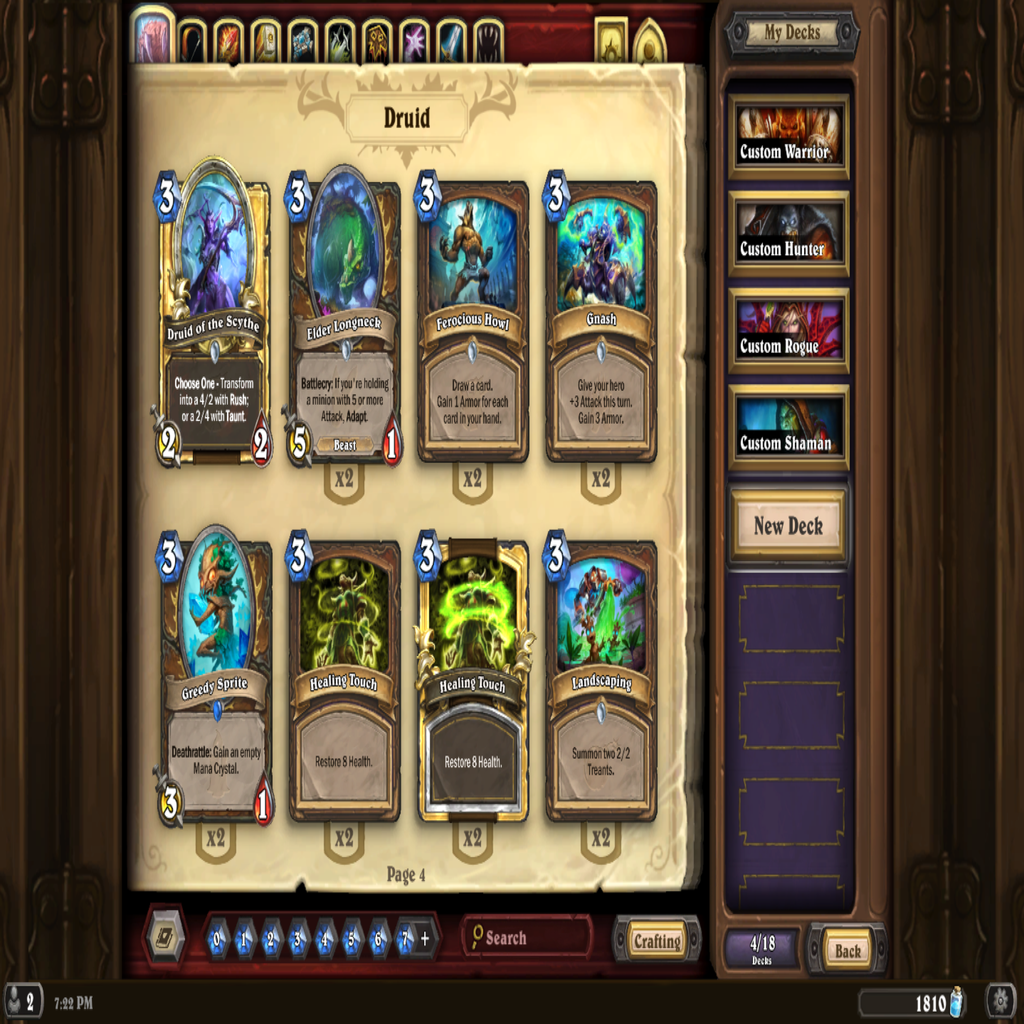 My Decks
Druid
3
3
3
3
Druid of the Scythe
Choose One - Transform
into a 4/2 with Rush;
or a 2/4 with Taunt.
2
2
Elder Longneck
Battlecry: If you're holding
a minion with 5 or more
Attack, Adapt.
Beast
5
1
x2
Ferocious Howl
Draw a card.
Gain 1 Armor for each
card in your hand.
x2
Gnash
Give your hero
+3 Attack this turn.
Gain 3 Armor.
x2
3
3
3
3
Greedy Sprite
Deathrattle: Gain an empty
Mana Crystal.
3
1
x2
Healing Touch
Restore 8 Health.
x2
Healing Touch
Restore 8 Health.
x2
Landscaping
Summon two 2/2
Treants.
x2
Page 4
Custom Warrior
Custom Hunter
Custom Rogue
Custom Shaman
New Deck
0 1 2 3 4 5 6 7 +
Search
Crafting
4/18
Decks
Back
2
7:22 PM
1810